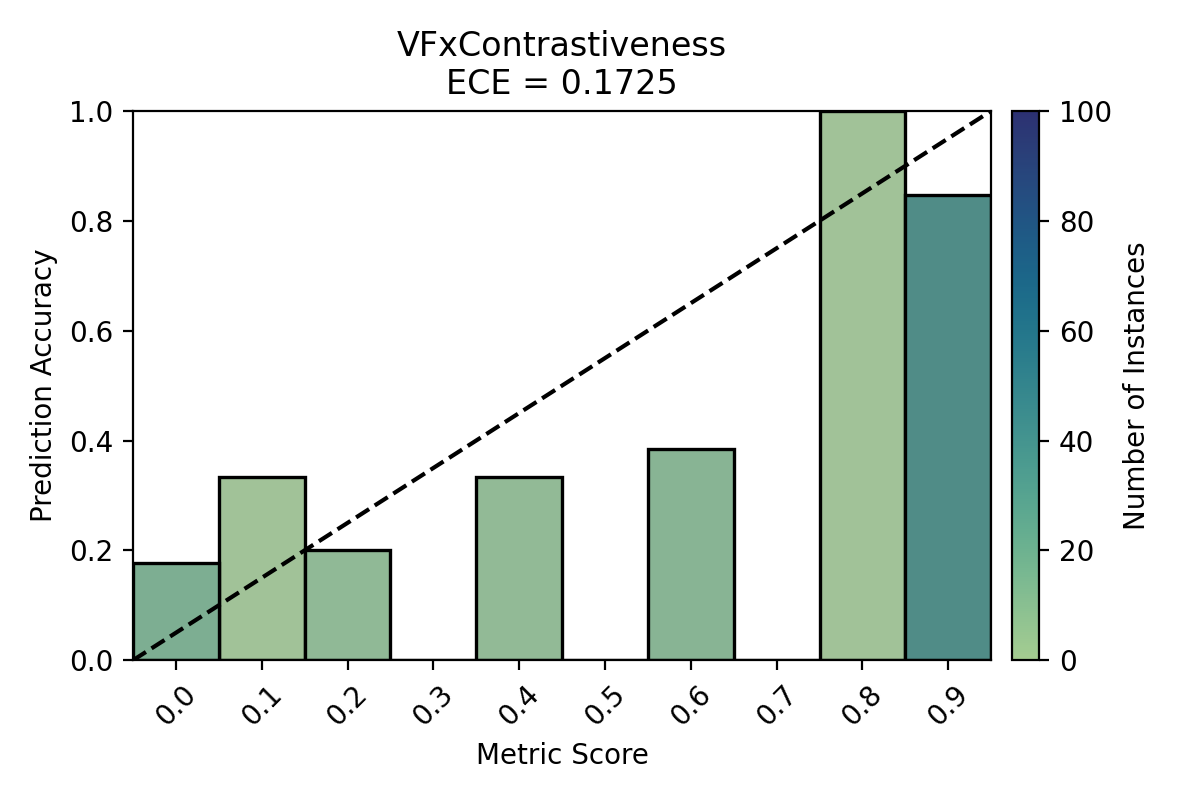 VFxContrastiveness
ECE = 0.1725
Prediction Accuracy
1.0
0.8
0.6
0.4
0.2
0.0
0.0 0.1 0.2 0.3 0.4 0.5 0.6 0.7 0.8 0.9
Metric Score
100
80
60
40
20
0
Number of Instances